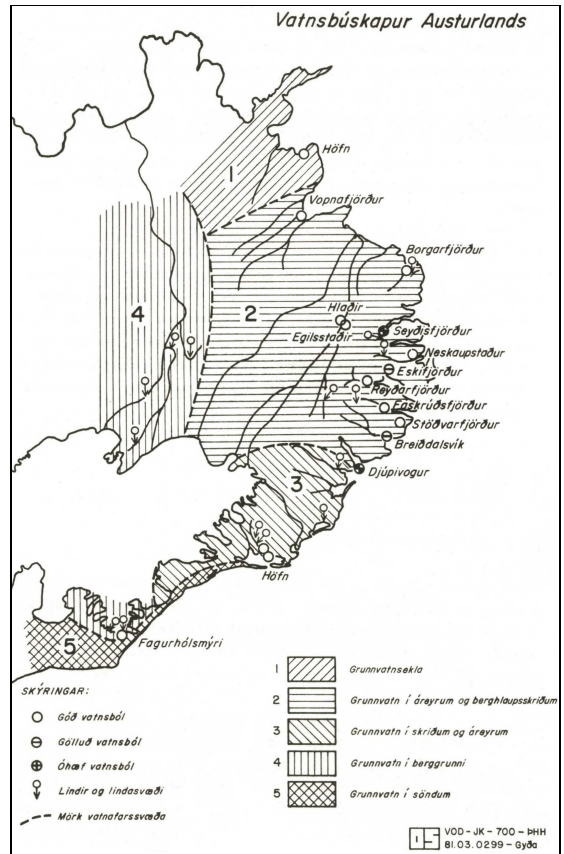 Vatnsbúskapur Austurlands
1
Höfn
Vopnafjörður
Borgarfjörður
4
2
Hlaðir
Egilsstaðir
Seyðisfjörður
Neskaupstaður
Eskifjörður
Reyðarfjörður
Fáskrúðsfjörður
Stöðvarfjörður
Breiðdalsvík
3
Djúpivogur
Höfn
5
Fagurhólsmýri
SKÝRINGAR:
Góð vatnsból
Gölluð vatnsból
Óhæf vatnsból
Lindir og lindasvæði
Mörk vatnafarssvæða
1 Grunnvatnsekla
2 Grunnvatn í áreyrum og berghlaupsskriðum
3 Grunnvatn í skriðum og áreyrum
4 Grunnvatn í berggrunni
5 Grunnvatn í söndum
VOD-JK-700-ÞHH
81.03.0299-Gyða